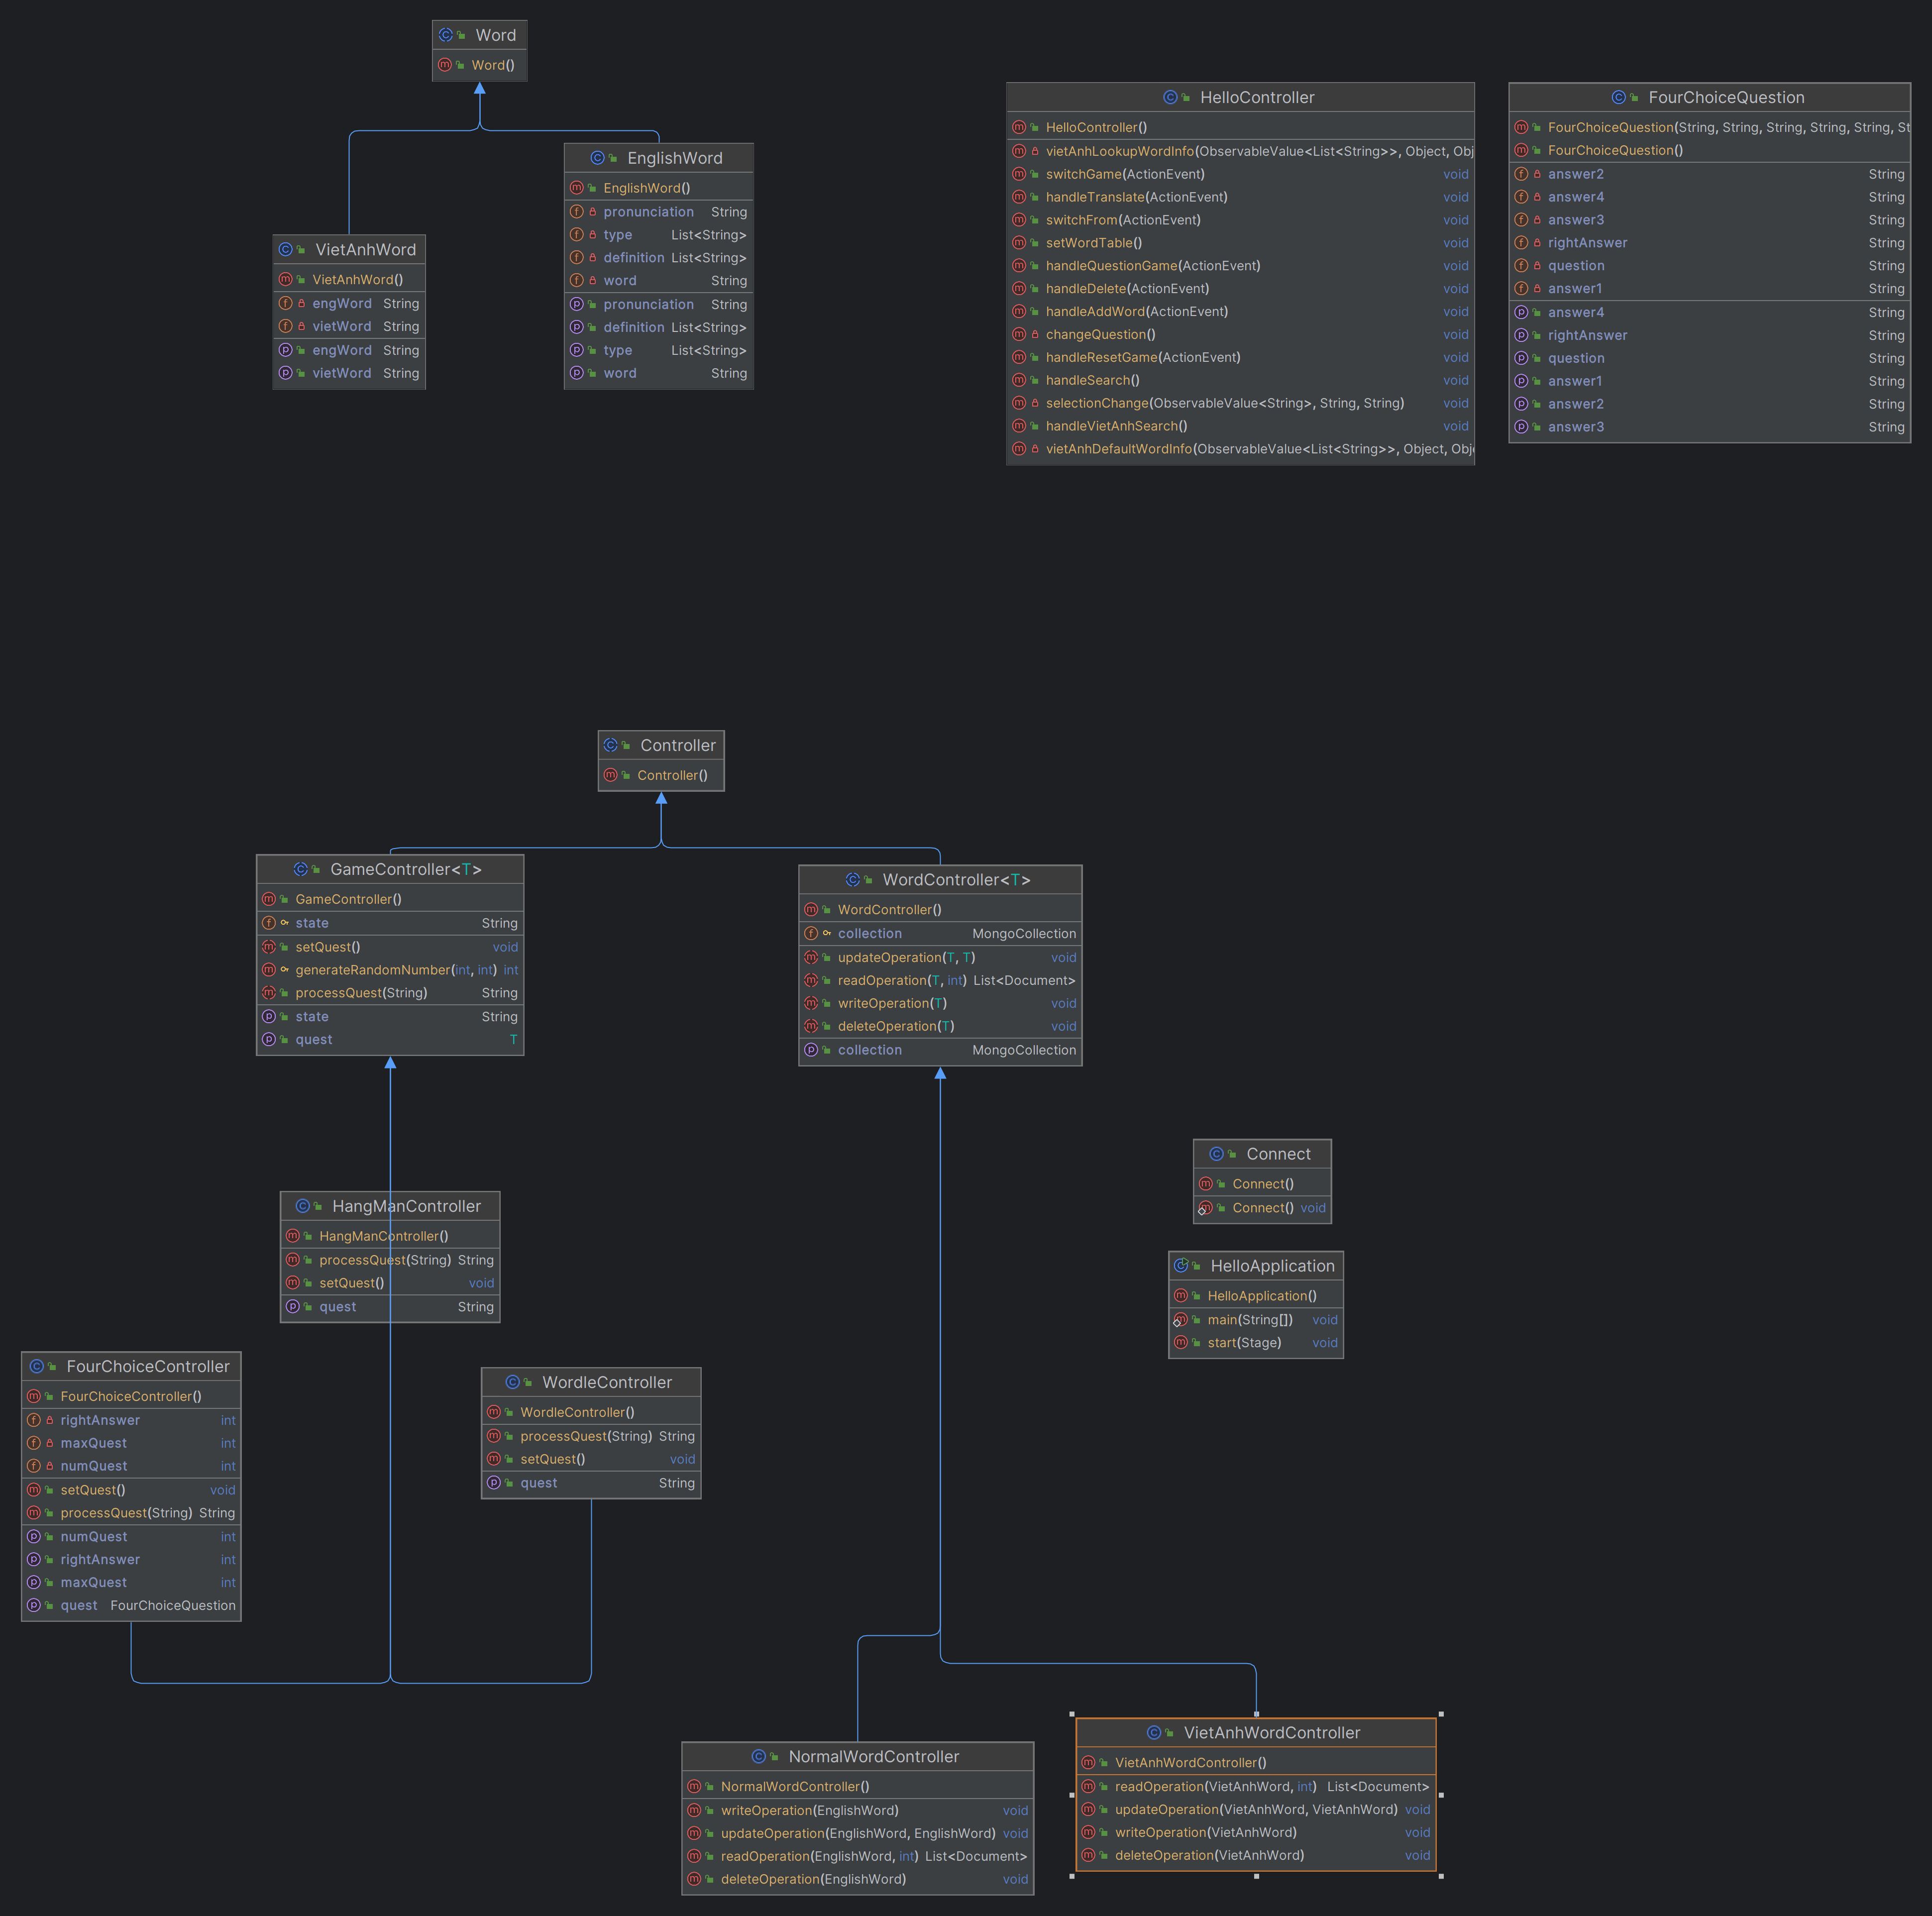 Word
Word()
EnglishWord
EnglishWord()
pronunciation String
type List<String>
definition List<String>
word String
pronunciation String
definition List<String>
type List<String>
word String
VietAnhWord
VietAnhWord()
engWord String
vietWord String
engWord String
vietWord String
HelloController
HelloController()
vietAnhLookupWordInfo(ObservableValue<List<String>>, Object, Obj
switchGame(ActionEvent) void
handleTranslate(ActionEvent) void
switchFrom(ActionEvent) void
setWordTable() void
handleQuestionGame(ActionEvent) void
handleDelete(ActionEvent) void
handleAddWord(ActionEvent) void
changeQuestion() void
handleResetGame(ActionEvent) void
handleSearch() void
selectionChange(ObservableValue<String>, String, String) void
handleVietAnhSearch() void
vietAnhDefaultWordInfo(ObservableValue<List<String>>, Object, Obj
FourChoiceQuestion
FourChoiceQuestion(String, String, String, String, String, St
FourChoiceQuestion()
answer2 String
answer4 String
answer3 String
rightAnswer String
question String
answer1 String
answer4 String
rightAnswer String
question String
answer1 String
answer2 String
answer3 String
Controller
Controller()
GameController<T>
GameController()
state String
setQuest() void
generateRandomNumber(int, int) int
processQuest(String) String
state String
quest T
WordController<T>
WordController()
collection MongoCollection
updateOperation(T, T) void
readOperation(T, int) List<Document>
writeOperation(T) void
deleteOperation(T) void
collection MongoCollection
Connect
Connect()
Connect() void
HangManController
HangManController()
processQuest(String) String
setQuest() void
quest String
HelloApplication
HelloApplication()
main(String[]) void
start(Stage) void
FourChoiceController
FourChoiceController()
rightAnswer int
maxQuest int
numQuest int
setQuest() void
processQuest(String) String
numQuest int
rightAnswer int
maxQuest int
quest FourChoiceQuestion
WordleController
WordleController()
processQuest(String) String
setQuest() void
quest String
NormalWordController
NormalWordController()
writeOperation(EnglishWord) void
updateOperation(EnglishWord, EnglishWord) void
readOperation(EnglishWord, int) List<Document>
deleteOperation(EnglishWord) void
VietAnhWordController
VietAnhWordController()
readOperation(VietAnhWord, int) List<Document>
updateOperation(VietAnhWord, VietAnhWord) void
writeOperation(VietAnhWord) void
deleteOperation(VietAnhWord) void